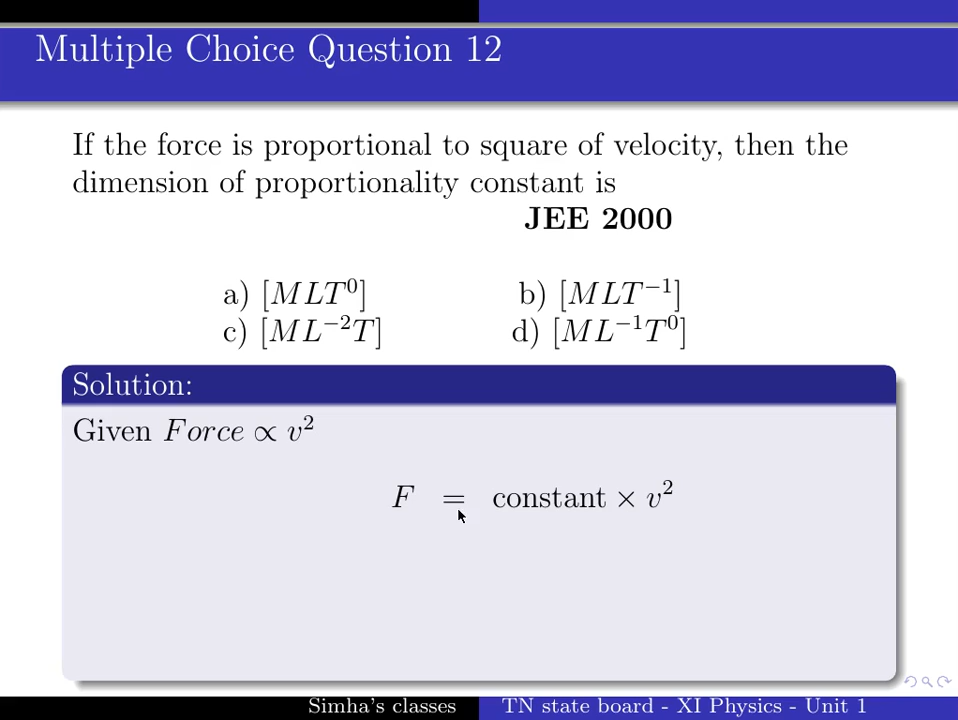 Multiple Choice Question 12
If the force is proportional to square of velocity, then the
dimension of proportionality constant is
JEE 2000
a) [MLT⁰] b) [MLT⁻¹]
c) [ML⁻²T] d) [ML⁻¹T⁰]
Solution:
Given Force ∝ v²
F = constant × v²
Simha's classes TN state board - XI Physics - Unit 1